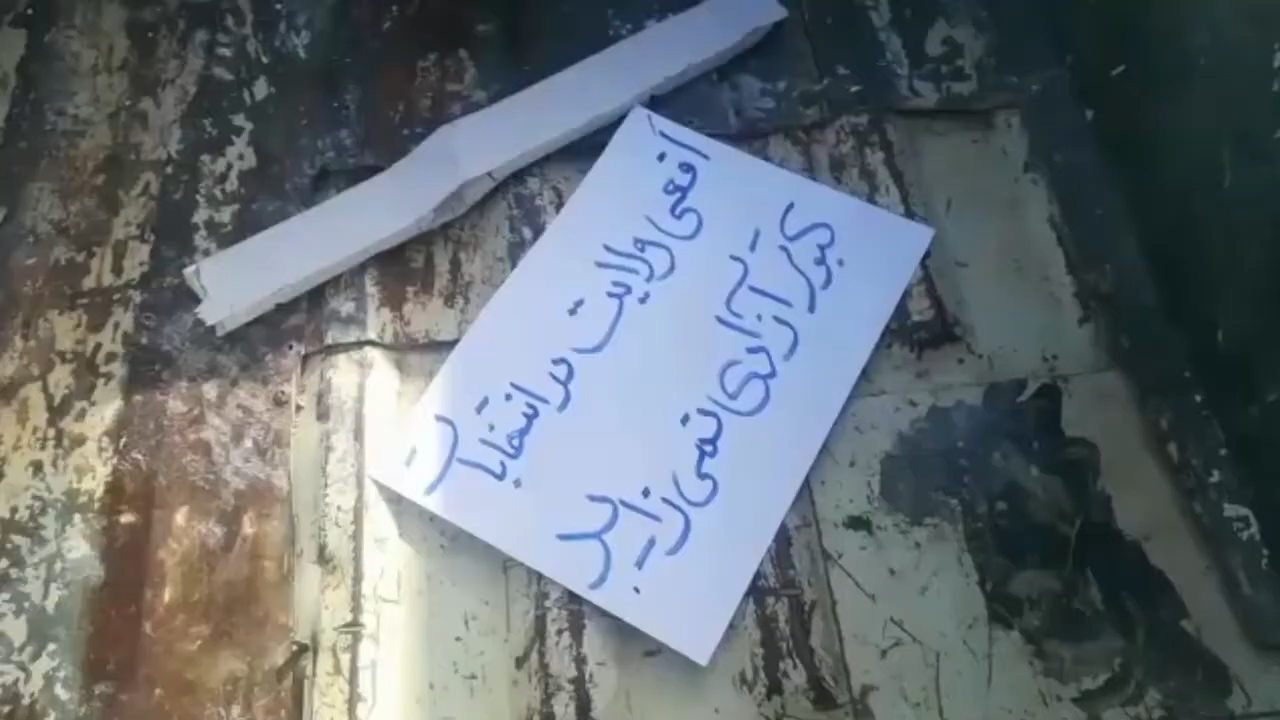 افعی ولایت در انتخابات
کبوتر آزادی نمی زاید